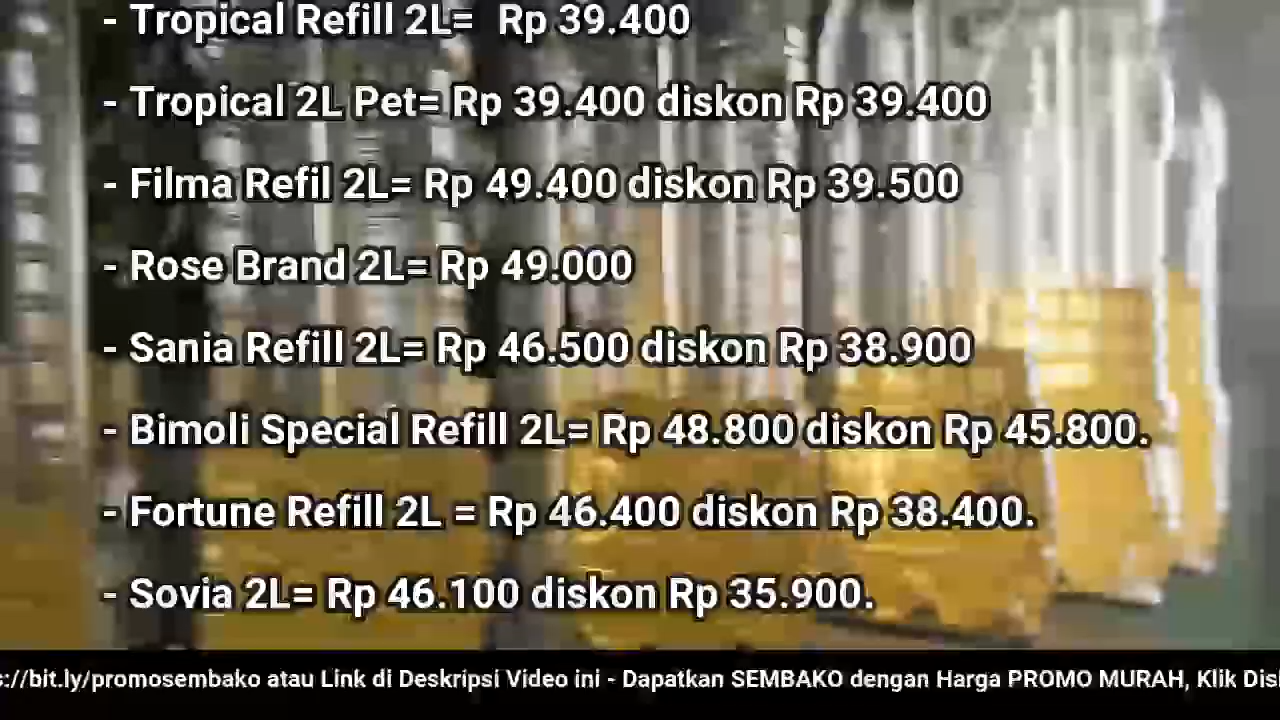 - Tropical Refill 2L= Rp 39.400
- Tropical 2L Pet= Rp 39.400 diskon Rp 39.400
- Filma Refil 2L= Rp 49.400 diskon Rp 39.500
- Rose Brand 2L= Rp 49.000
- Sania Refill 2L= Rp 46.500 diskon Rp 38.900
- Bimoli Special Refill 2L= Rp 48.800 diskon Rp 45.800.
- Fortune Refill 2L = Rp 46.400 diskon Rp 38.400.
- Sovia 2L= Rp 46.100 diskon Rp 35.900.
s://bit.ly/promosembako atau Link di Deskripsi Video ini - Dapatkan SEMBAKO dengan Harga PROMO MURAH, Klik Dis